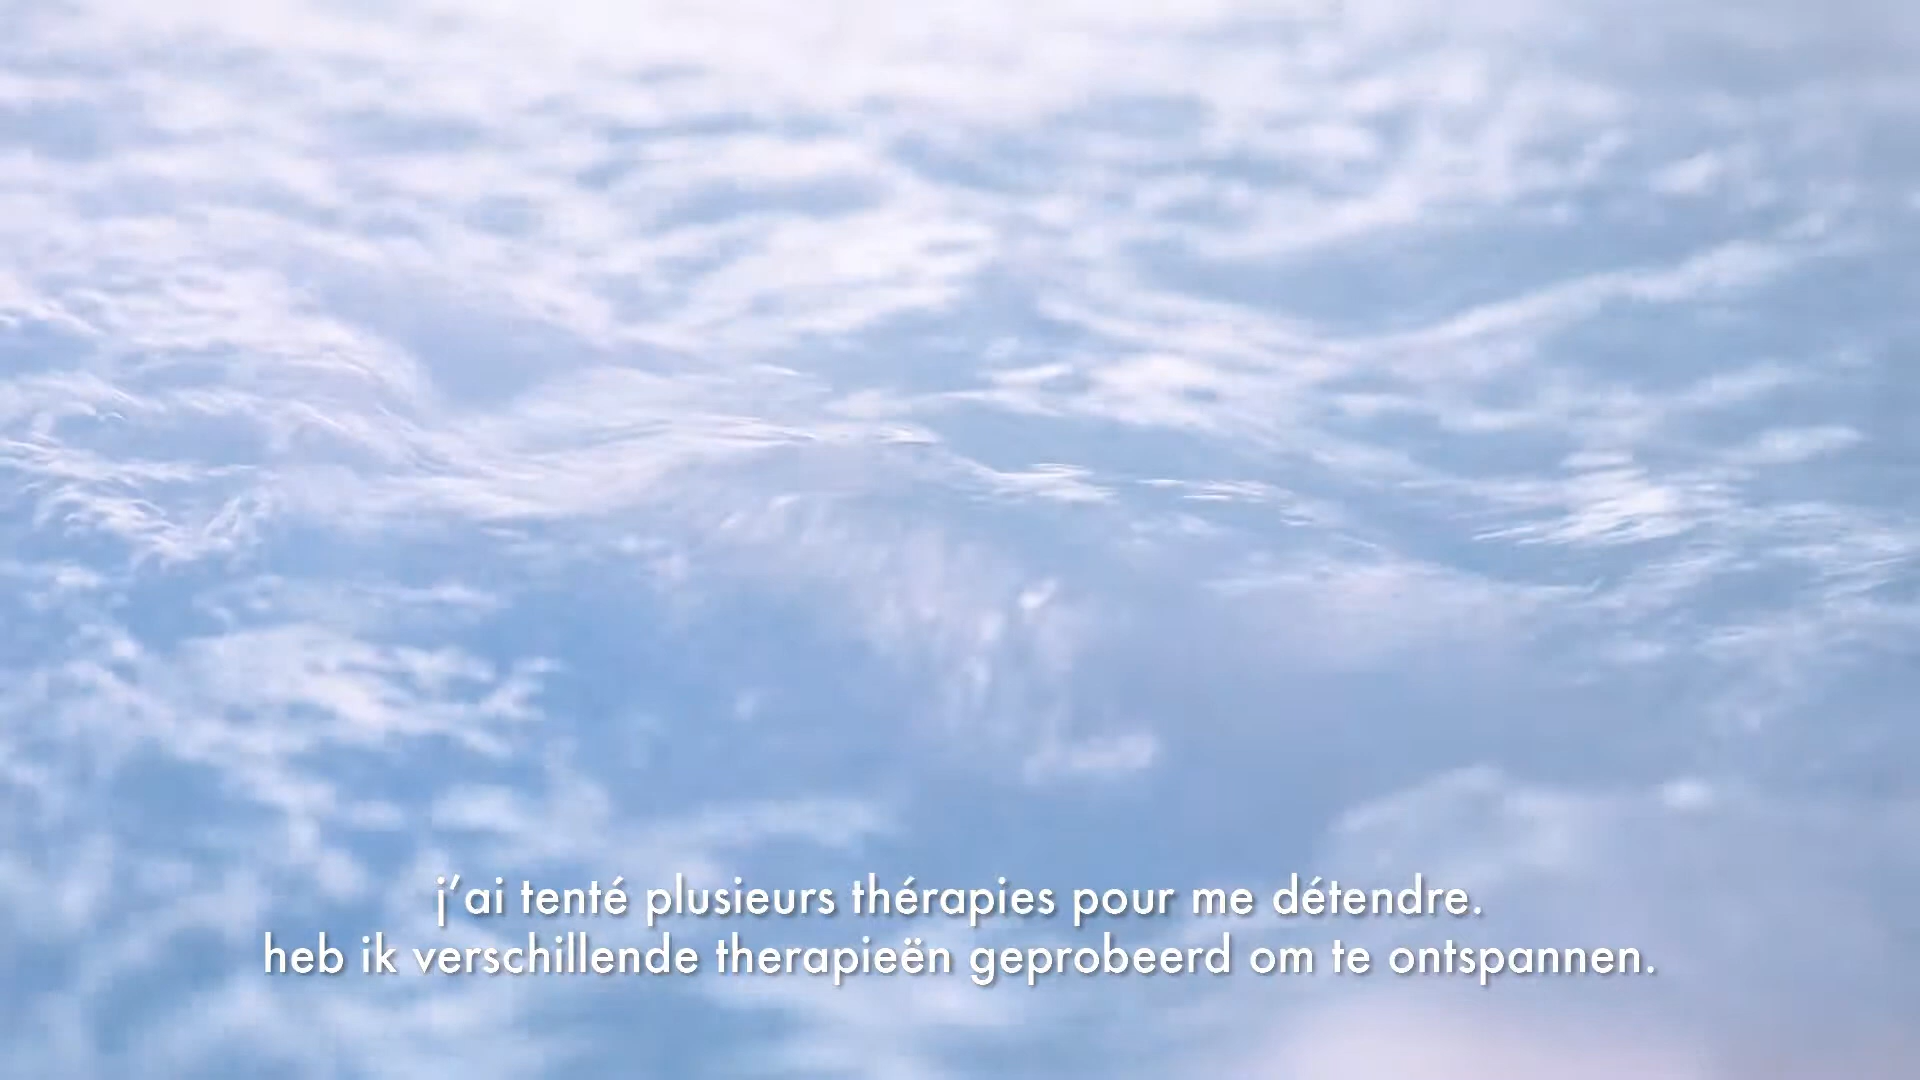 j’ai tenté plusieurs thérapies pour me détendre.
heb ik verschillende therapieën geprobeerd om te ontspannen.